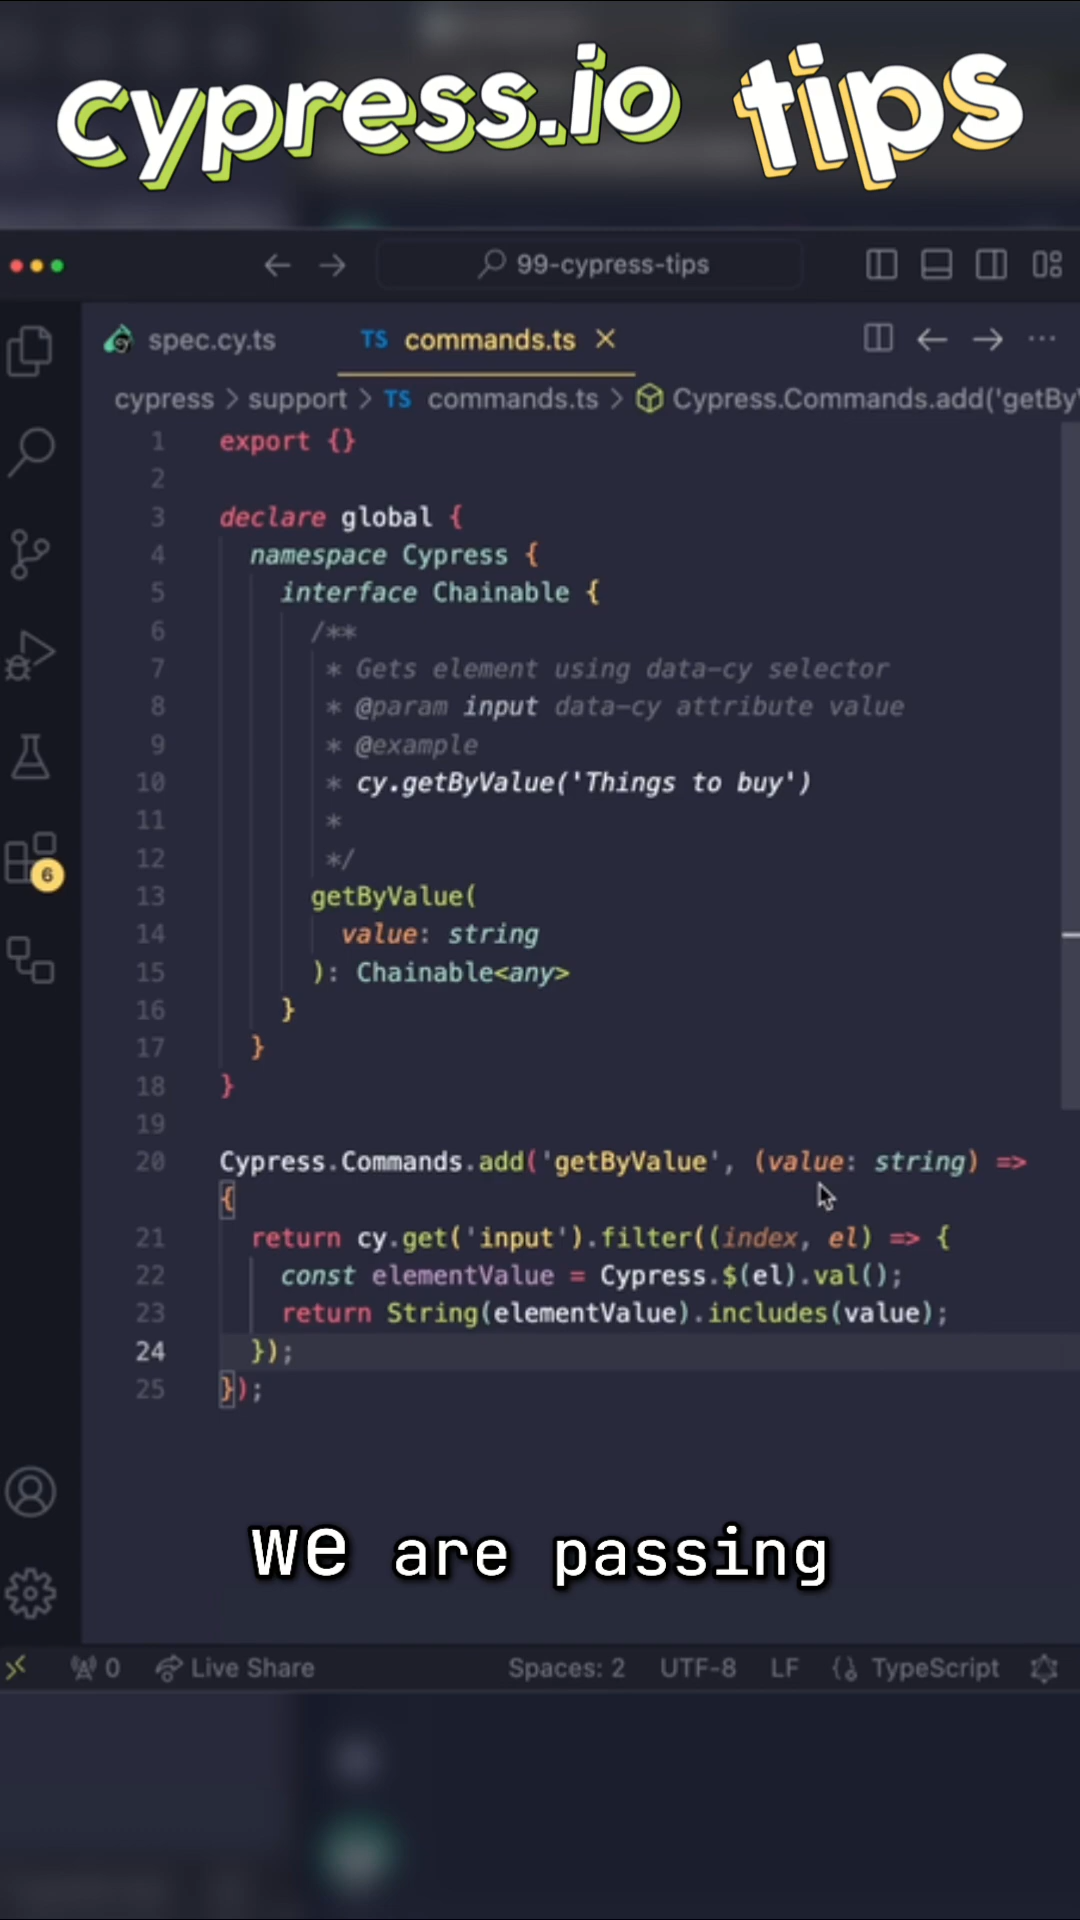 cypress.io tips
99-cypress-tips
spec.cy.ts TS commands.ts
cypress > support > TS commands.ts > Cypress.Commands.add('getByV
1 export {}
2
3 declare global {
4 namespace Cypress {
5 interface Chainable {
6 /**
7 * Gets element using data-cy selector
8 * @param input data-cy attribute value
9 * @example
10 * cy.getByValue('Things to buy')
11 *
12 */
13 getByValue(
14 value: string
15 ): Chainable<any>
16 }
17 }
18 }
19
20 Cypress.Commands.add('getByValue', (value: string) =>
{
21 return cy.get('input').filter((index, el) => {
22 const elementValue = Cypress.$(el).val();
23 return String(elementValue).includes(value);
24 });
25 });
6
we are passing
0 Live Share Spaces: 2 UTF-8 LF {} TypeScript